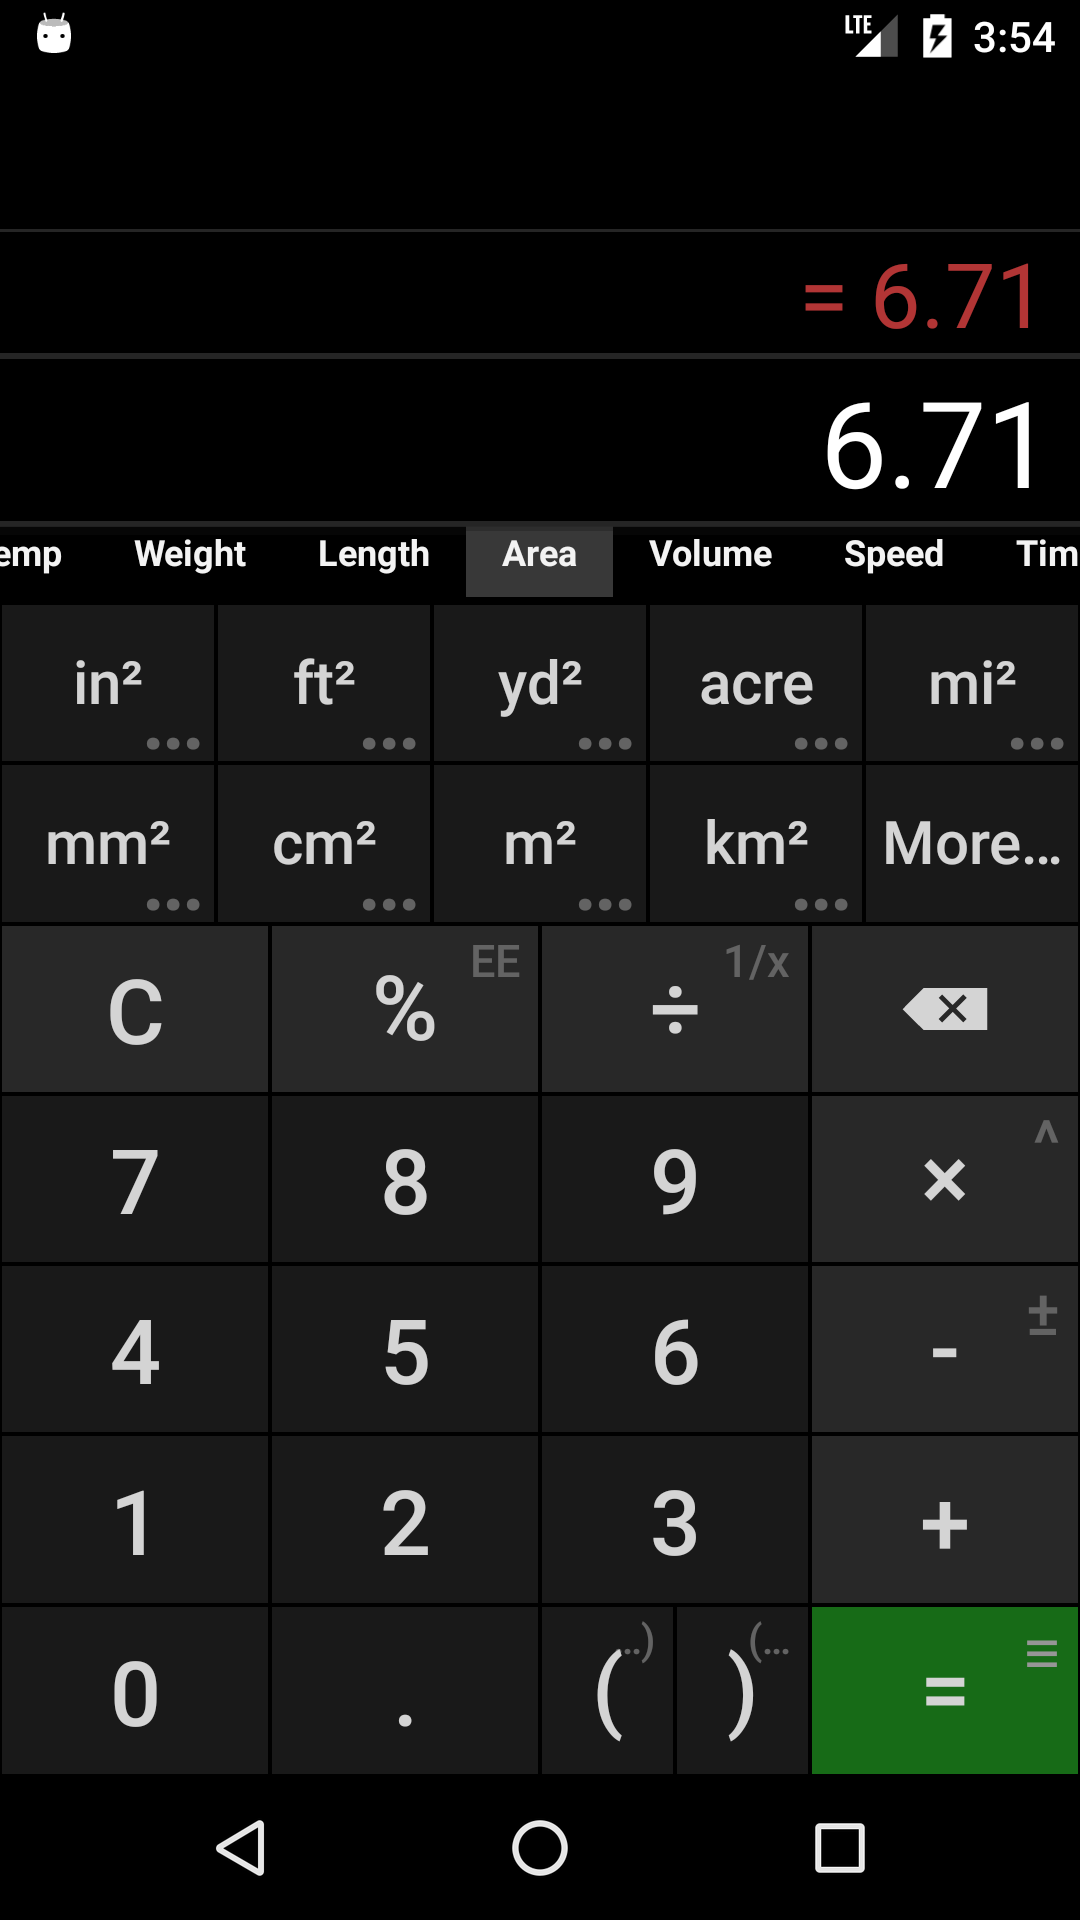 LTE 3:54
= 6.71
6.71
emp Weight Length Area Volume Speed Tim
in² ft² yd² acre mi²
mm² cm² m² km² More...
C % EE ÷ 1/x
7 8 9 × ^
4 5 6 - ±
1 2 3 +
0 . ( ..) ) (... =